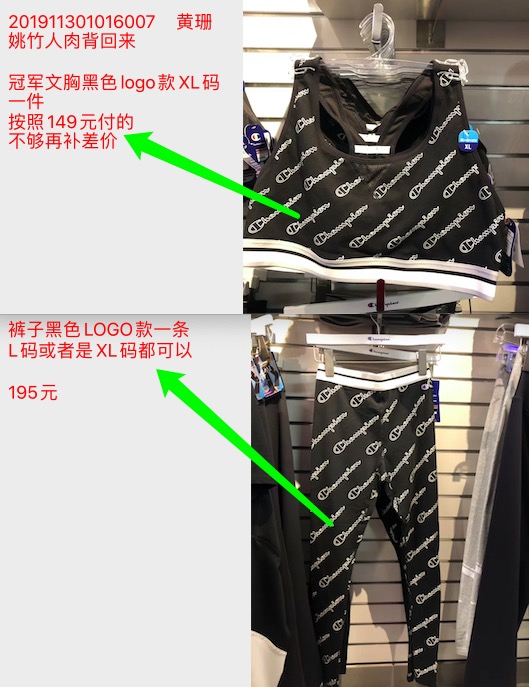 201911301016007 黄珊
姚竹人肉背回来
冠军文胸黑色logo款XL码
一件
按照149元付的
不够再补差价
XL
Champion
裤子黑色LOGO款一条
L码或者是XL码都可以
195元
Champion